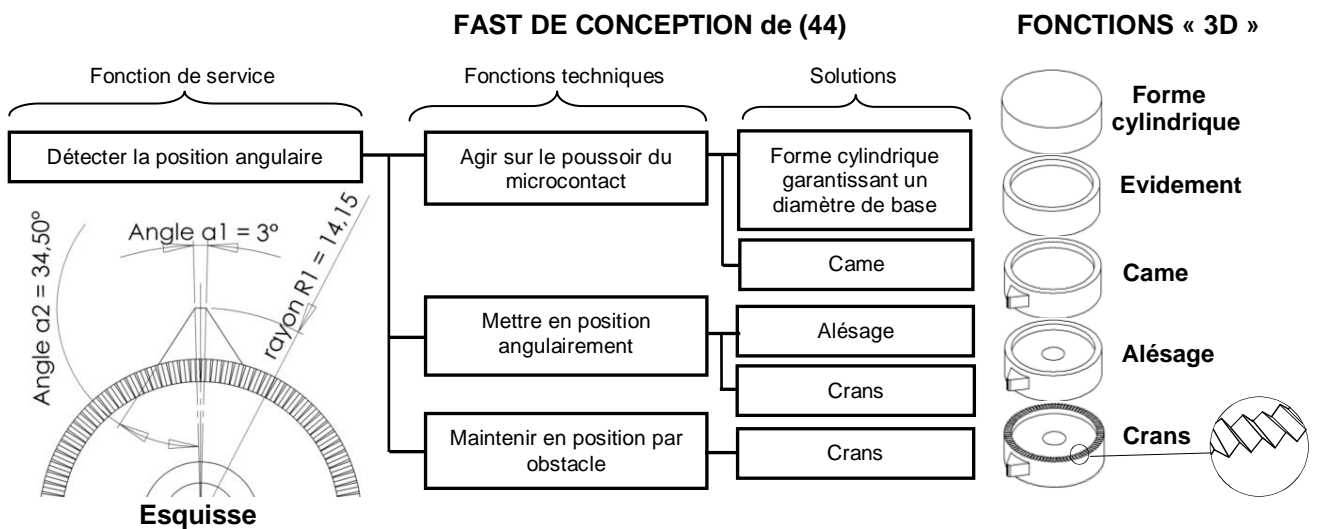 FAST DE CONCEPTION de (44)
FONCTIONS « 3D »
Fonction de service
Fonctions techniques
Solutions
Détecter la position angulaire
Agir sur le poussoir du
microcontact
Forme cylindrique
garantissant un
diamètre de base
Came
Mettre en position
angulairement
Alésage
Crans
Maintenir en position par
obstacle
Crans
Angle α1 = 3°
Angle α2 = 34,50°
rayon R1 = 14,15
Esquisse
Forme
cylindrique
Evidement
Came
Alésage
Crans